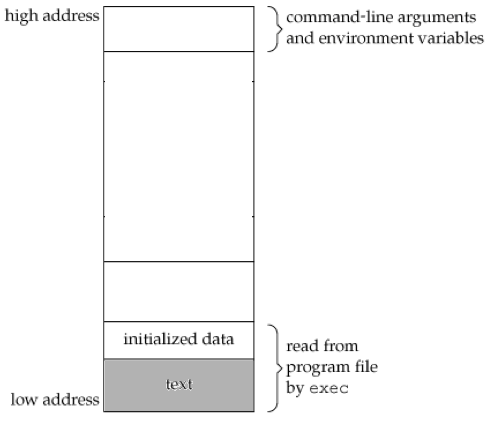 high address
command-line arguments
and environment variables
initialized data
read from
program file
by exec
text
low address